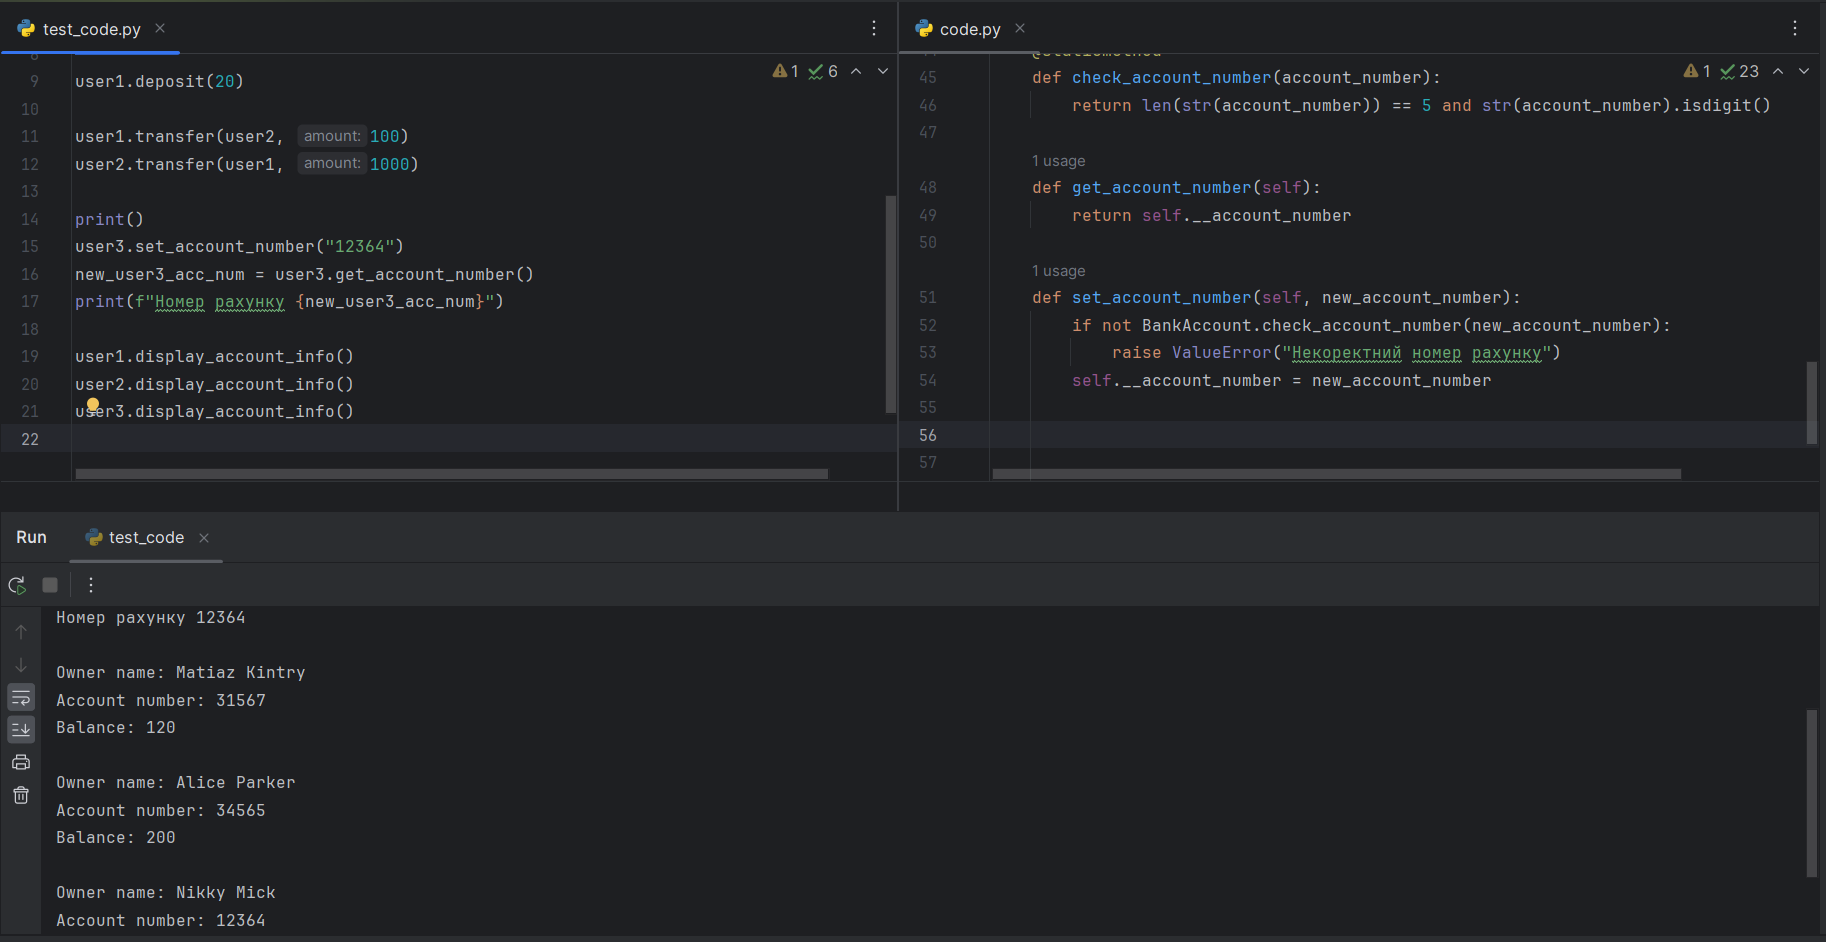 test_code.py
8
9 user1.deposit(20)
10
11 user1.transfer(user2, amount: 100)
12 user2.transfer(user1, amount: 1000)
13
14 print()
15 user3.set_account_number("12364")
16 new_user3_acc_num = user3.get_account_number()
17 print(f"Номер рахунку {new_user3_acc_num}")
18
19 user1.display_account_info()
20 user2.display_account_info()
21 user3.display_account_info()
22
1 6
code.py
@staticmethod
45 def check_account_number(account_number):
46 return len(str(account_number)) == 5 and str(account_number).isdigit()
47
1 usage
48 def get_account_number(self):
49 return self.__account_number
50
1 usage
51 def set_account_number(self, new_account_number):
52 if not BankAccount.check_account_number(new_account_number):
53 raise ValueError("Некоректний номер рахунку")
54 self.__account_number = new_account_number
55
56
57
1 23
Run test_code
Номер рахунку 12364
Owner name: Matiaz Kintry
Account number: 31567
Balance: 120
Owner name: Alice Parker
Account number: 34565
Balance: 200
Owner name: Nikky Mick
Account number: 12364